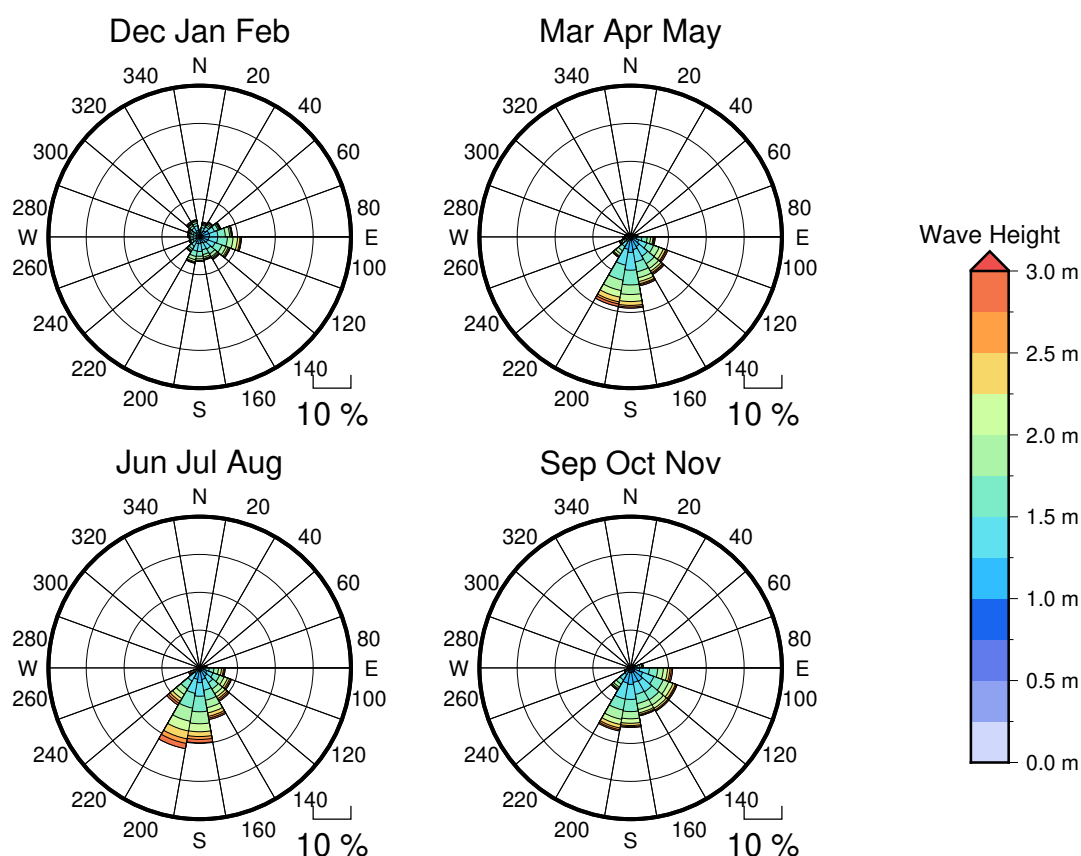 Dec Jan Feb
N
20
40
60
80
E
100
120
140
160
S
200
220
240
260
W
280
300
320
340
10 %
Mar Apr May
N
20
40
60
80
E
100
120
140
160
S
200
220
240
260
W
280
300
320
340
10 %
Jun Jul Aug
N
20
40
60
80
E
100
120
140
160
S
200
220
240
260
W
280
300
320
340
10 %
Sep Oct Nov
N
20
40
60
80
E
100
120
140
160
S
200
220
240
260
W
280
300
320
340
10 %
Wave Height
3.0 m
2.5 m
2.0 m
1.5 m
1.0 m
0.5 m
0.0 m